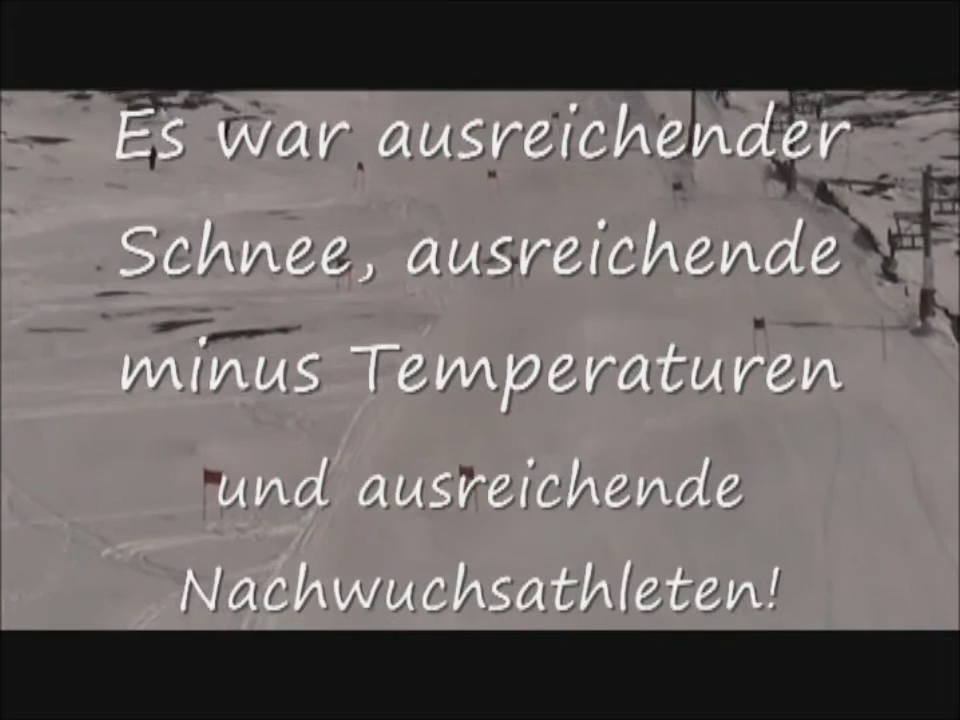 Es war ausreichender
Schnee, ausreichende
minus Temperaturen
und ausreichende
Nachwuchsathleten!